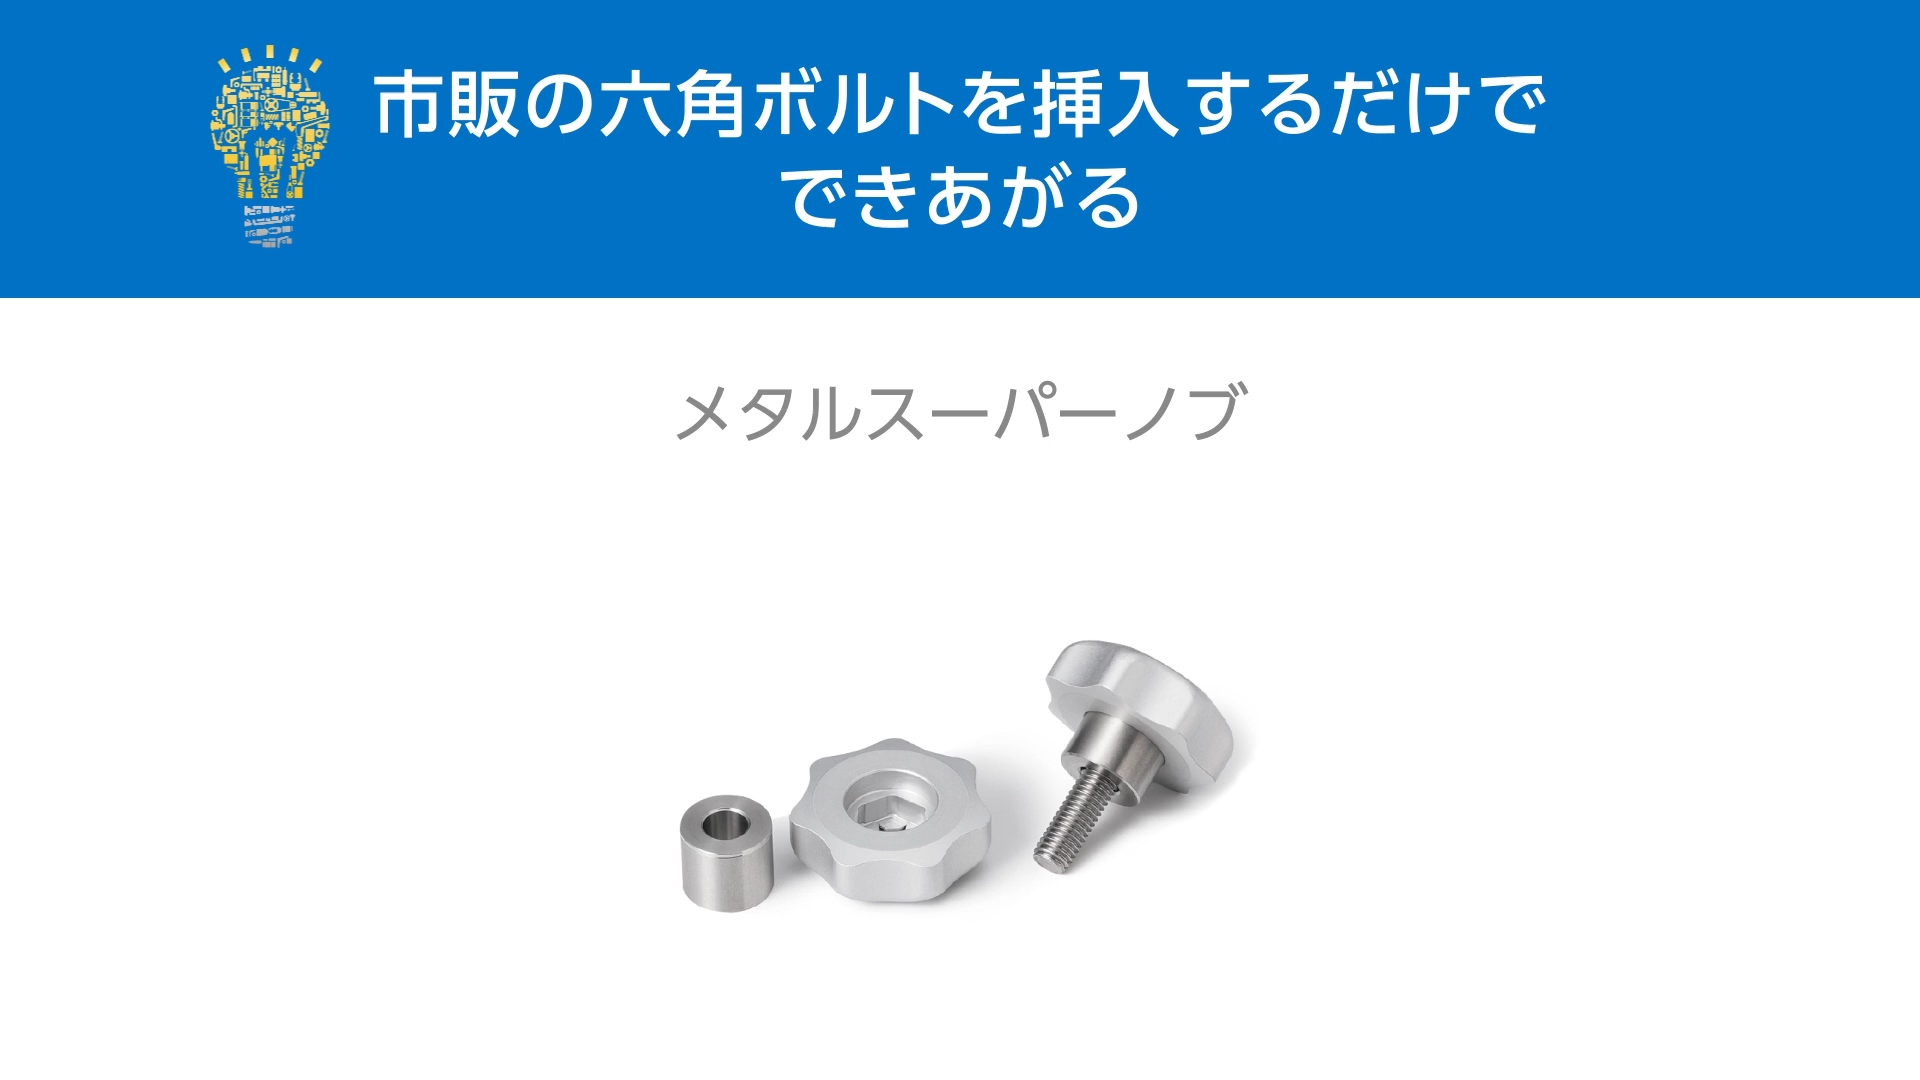 市販の六角ボルトを挿入するだけで
できあがる
メタルスーパーノブ